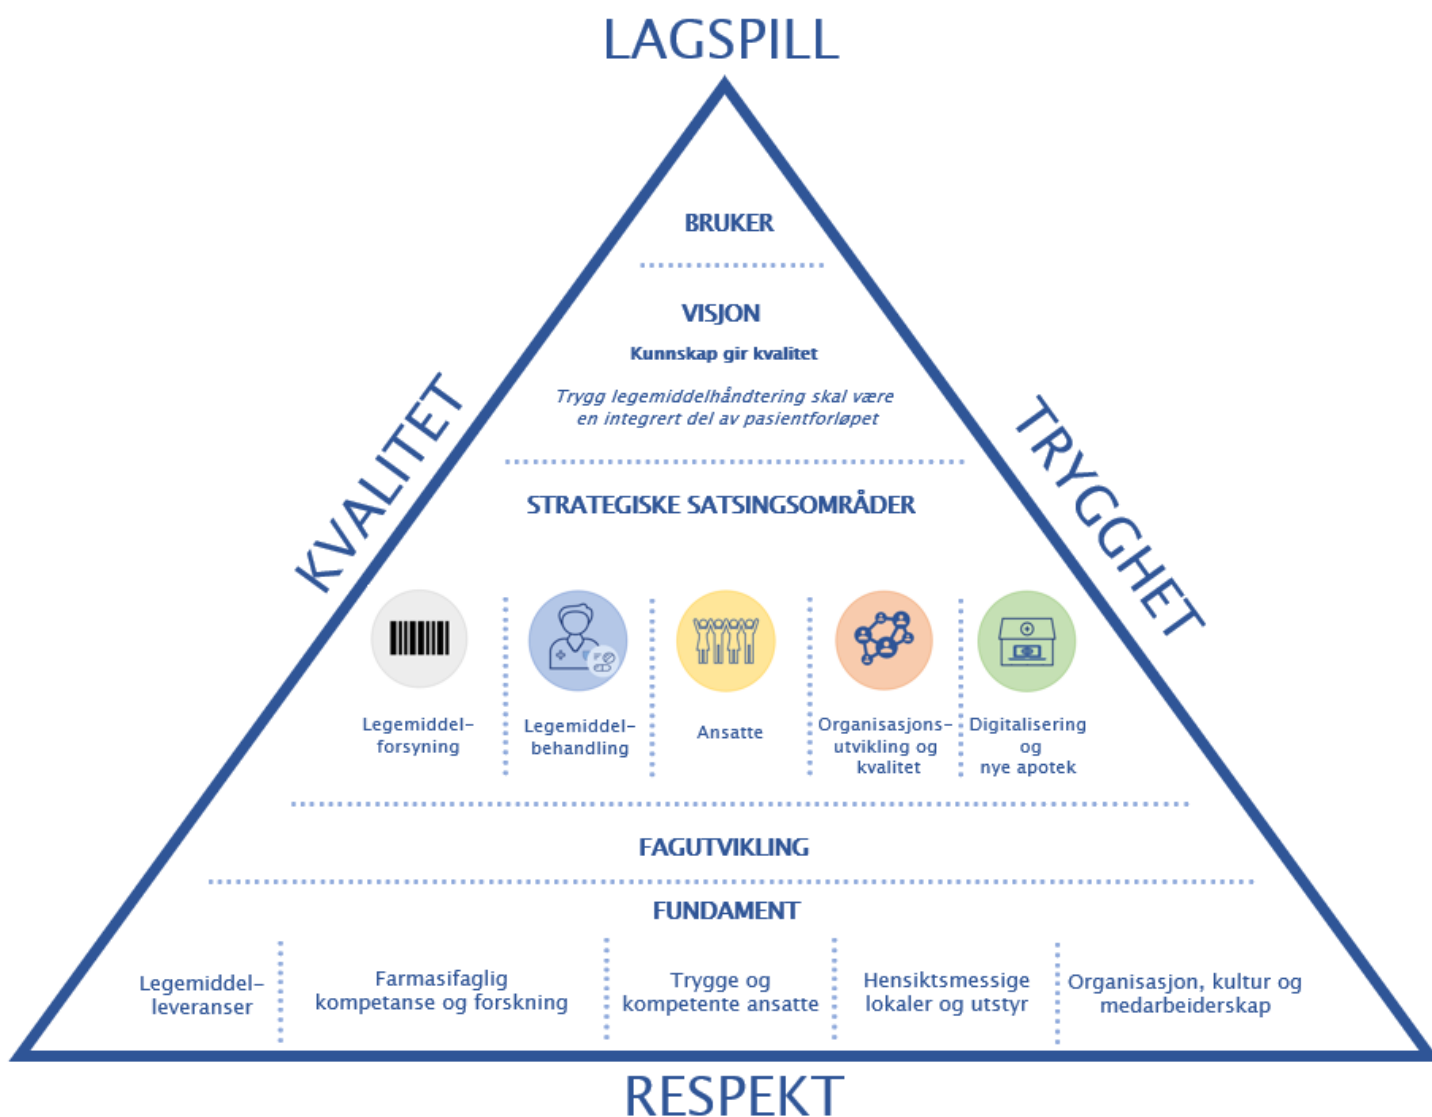 LAGSPILL
BRUKER
VISJON
Kunnskap gir kvalitet
Trygg legemiddelhåndtering skal være
en integrert del av pasientforløpet
KVALITET
TRYGGHET
STRATEGISKE SATSINGSOMRÅDER
Legemiddel-
forsyning
Legemiddel-
behandling
Ansatte
Organisasjons-
utvikling og
kvalitet
Digitalisering
og
nye apotek
FAGUTVIKLING
FUNDAMENT
Legemiddel-
leveranser
Farmasifaglig
kompetanse og forskning
Trygge og
kompetente ansatte
Hensiktsmessige
lokaler og utstyr
Organisasjon, kultur og
medarbeiderskap
RESPEKT